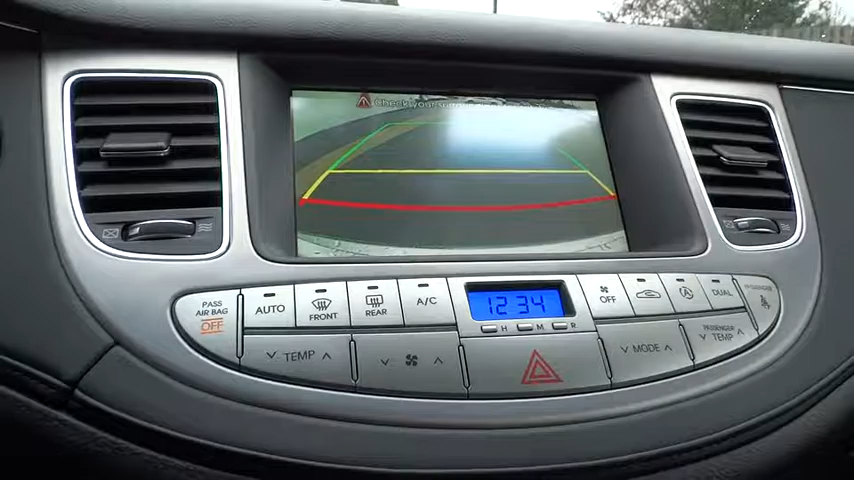 Check
PASS
AIR BAG
OFF
AUTO
FRONT
REAR
A/C
12:34
H M R
OFF
DUAL
PASSENGER
TEMP
MODE
PASSENGER
TEMP